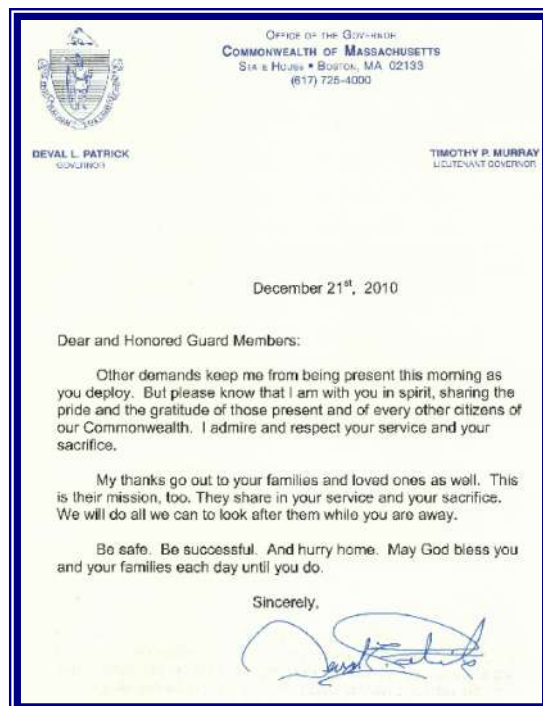 OFFICE OF THE GOVERNOR
COMMONWEALTH OF MASSACHUSETTS
STATE HOUSE • BOSTON, MA 02133
(617) 725-4000
DEVAL L. PATRICK
GOVERNOR
TIMOTHY P. MURRAY
LIEUTENANT GOVERNOR
December 21st, 2010
Dear and Honored Guard Members:
Other demands keep me from being present this morning as
you deploy. But please know that I am with you in spirit, sharing the
pride and the gratitude of those present and of every other citizens of
our Commonwealth. I admire and respect your service and your
sacrifice.
My thanks go out to your families and loved ones as well. This
is their mission, too. They share in your service and your sacrifice.
We will do all we can to look after them while you are away.
Be safe. Be successful. And hurry home. May God bless you
and your families each day until you do.
Sincerely,